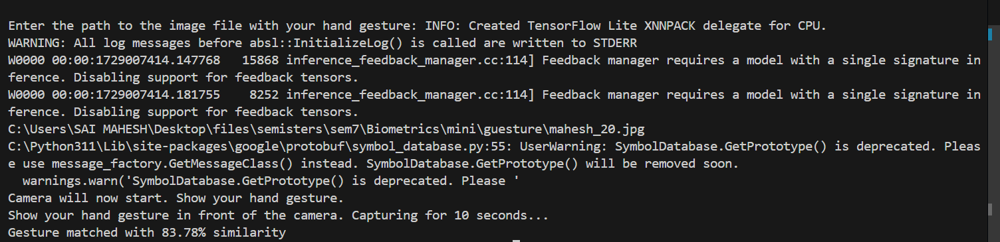 Enter the path to the image file with your hand gesture: INFO: Created TensorFlow Lite XNNPACK delegate for CPU.
WARNING: All log messages before absl::InitializeLog() is called are written to STDERR
W0000 00:00:1729007414.147768   15868 inference_feedback_manager.cc:114] Feedback manager requires a model with a single signature in
ference. Disabling support for feedback tensors.
W0000 00:00:1729007414.181755    8252 inference_feedback_manager.cc:114] Feedback manager requires a model with a single signature in
ference. Disabling support for feedback tensors.
C:\Users\SAI MAHESH\Desktop\files\semisters\sem7\Biometrics\mini\guesture\mahesh_20.jpg
C:\Python311\Lib\site-packages\google\protobuf\symbol_database.py:55: UserWarning: SymbolDatabase.GetPrototype() is deprecated. Pleas
e use message_factory.GetMessageClass() instead. SymbolDatabase.GetPrototype() will be removed soon.
  warnings.warn('SymbolDatabase.GetPrototype() is deprecated. Please '
Camera will now start. Show your hand gesture.
Show your hand gesture in front of the camera. Capturing for 10 seconds...
Gesture matched with 83.78% similarity